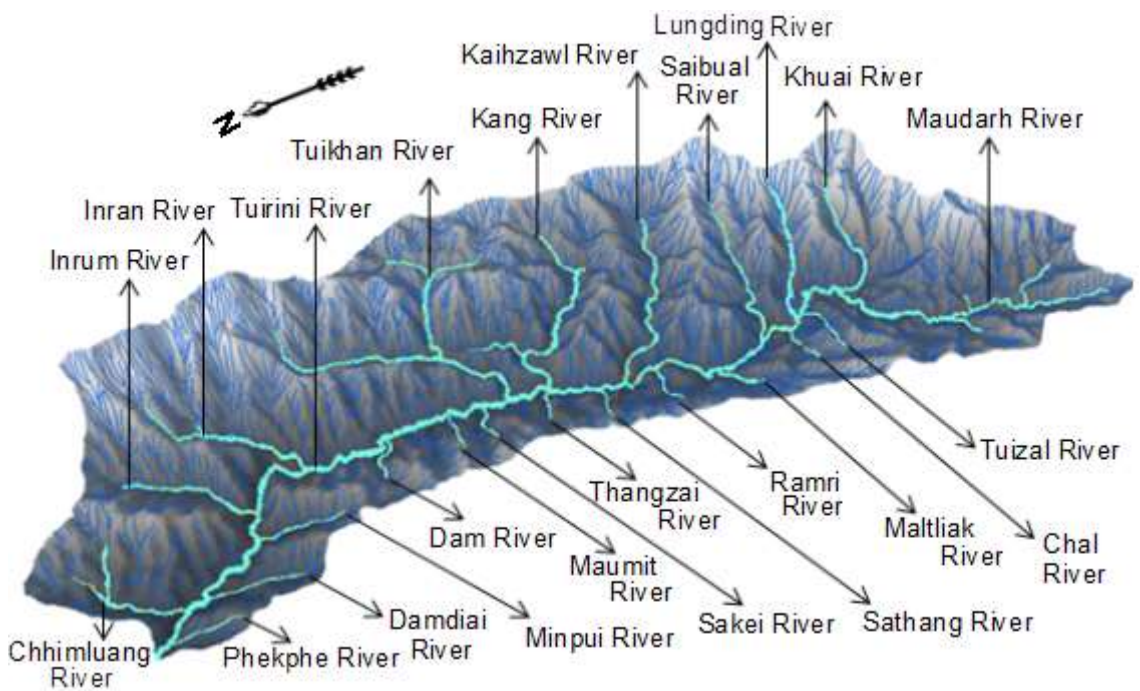 Lungding River
Kaihzawl River
Saibual
River
Khuai River
Kang River
Maudarh River
Tuikhan River
Inran River
Tuirini River
Inrum River
N
Tuizal River
Ramri
River
Thangzai
River
Maltliak
River
Chal
River
Dam River
Maumit
River
Sathang River
Sakei River
Minpui River
Damdiai
River
Phekphe River
Chhimluang
River